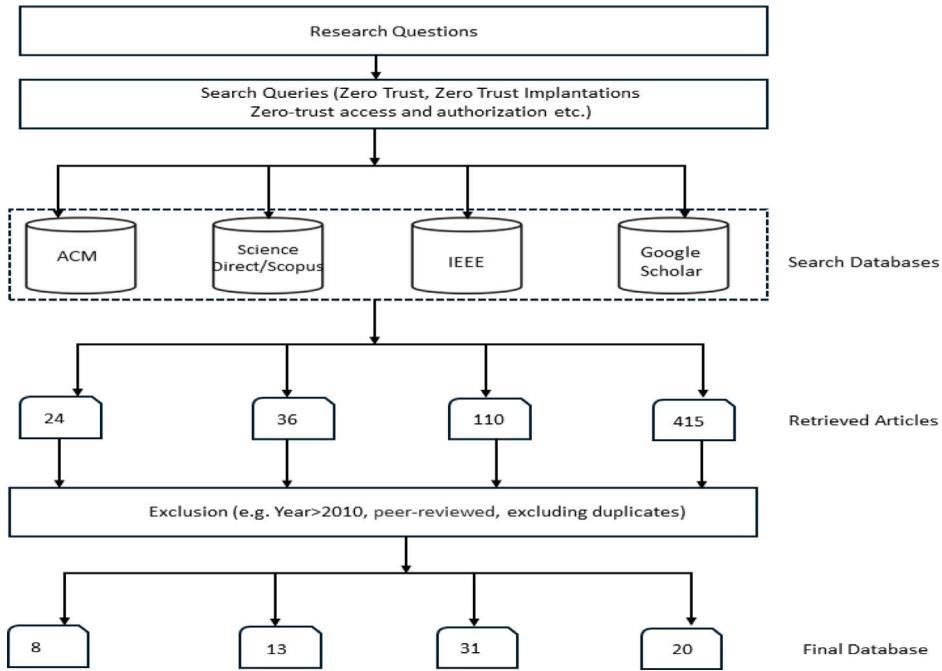 Research Questions
Search Queries (Zero Trust, Zero Trust Implantations
Zero-trust access and authorization etc.)
ACM
Science
Direct/Scopus
IEEE
Google
Scholar
Search Databases
24
36
110
415
Retrieved Articles
Exclusion (e.g. Year>2010, peer-reviewed, excluding duplicates)
8
13
31
20
Final Database